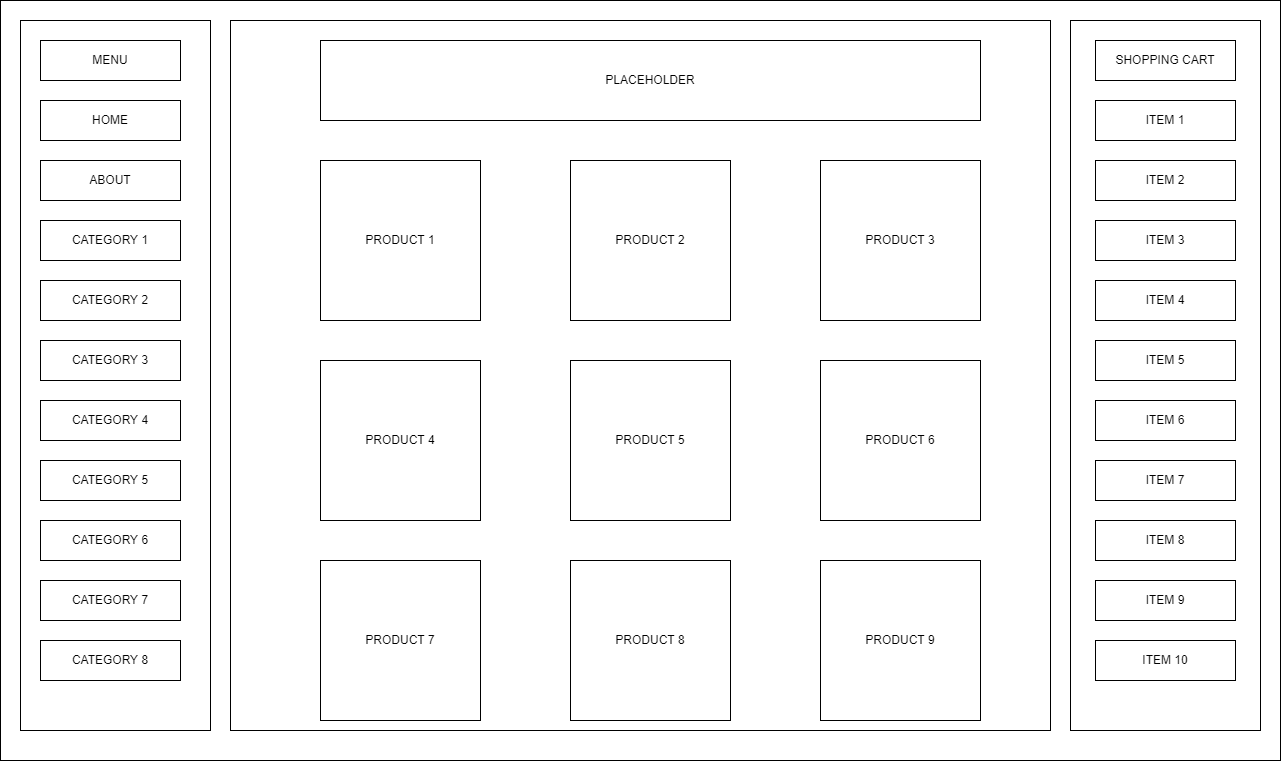 MENU
HOME
ABOUT
CATEGORY 1
CATEGORY 2
CATEGORY 3
CATEGORY 4
CATEGORY 5
CATEGORY 6
CATEGORY 7
CATEGORY 8
PLACEHOLDER
PRODUCT 1
PRODUCT 2
PRODUCT 3
PRODUCT 4
PRODUCT 5
PRODUCT 6
PRODUCT 7
PRODUCT 8
PRODUCT 9
SHOPPING CART
ITEM 1
ITEM 2
ITEM 3
ITEM 4
ITEM 5
ITEM 6
ITEM 7
ITEM 8
ITEM 9
ITEM 10